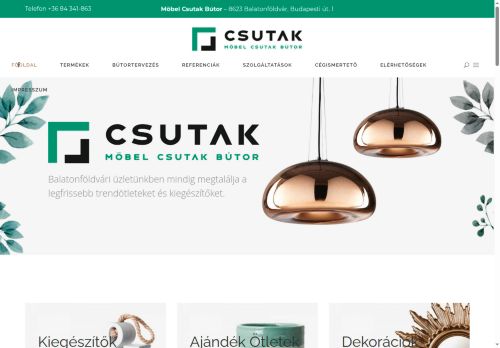 Telefon +36 84 341-863
Möbel Csutak Bútor – 8623 Balatonföldvár, Budapesti út. 1
CSUTAK
MÖBEL CSUTAK BÚTOR
FŐOLDAL
TERMÉKEK
BÚTORTERVEZÉS
REFERENCIÁK
SZOLGÁLTATÁSOK
CÉGISMERTETŐ
ELÉRHETŐSÉGEK
IMPRESSZUM
CSUTAK
MÖBEL CSUTAK BÚTOR
Balatonföldvári üzletünkben mindig megtalálja a
legfrissebb trendötleteket és kiegészítőket.
Kiegészítők
Ajándék Ötletek
Dekorációk